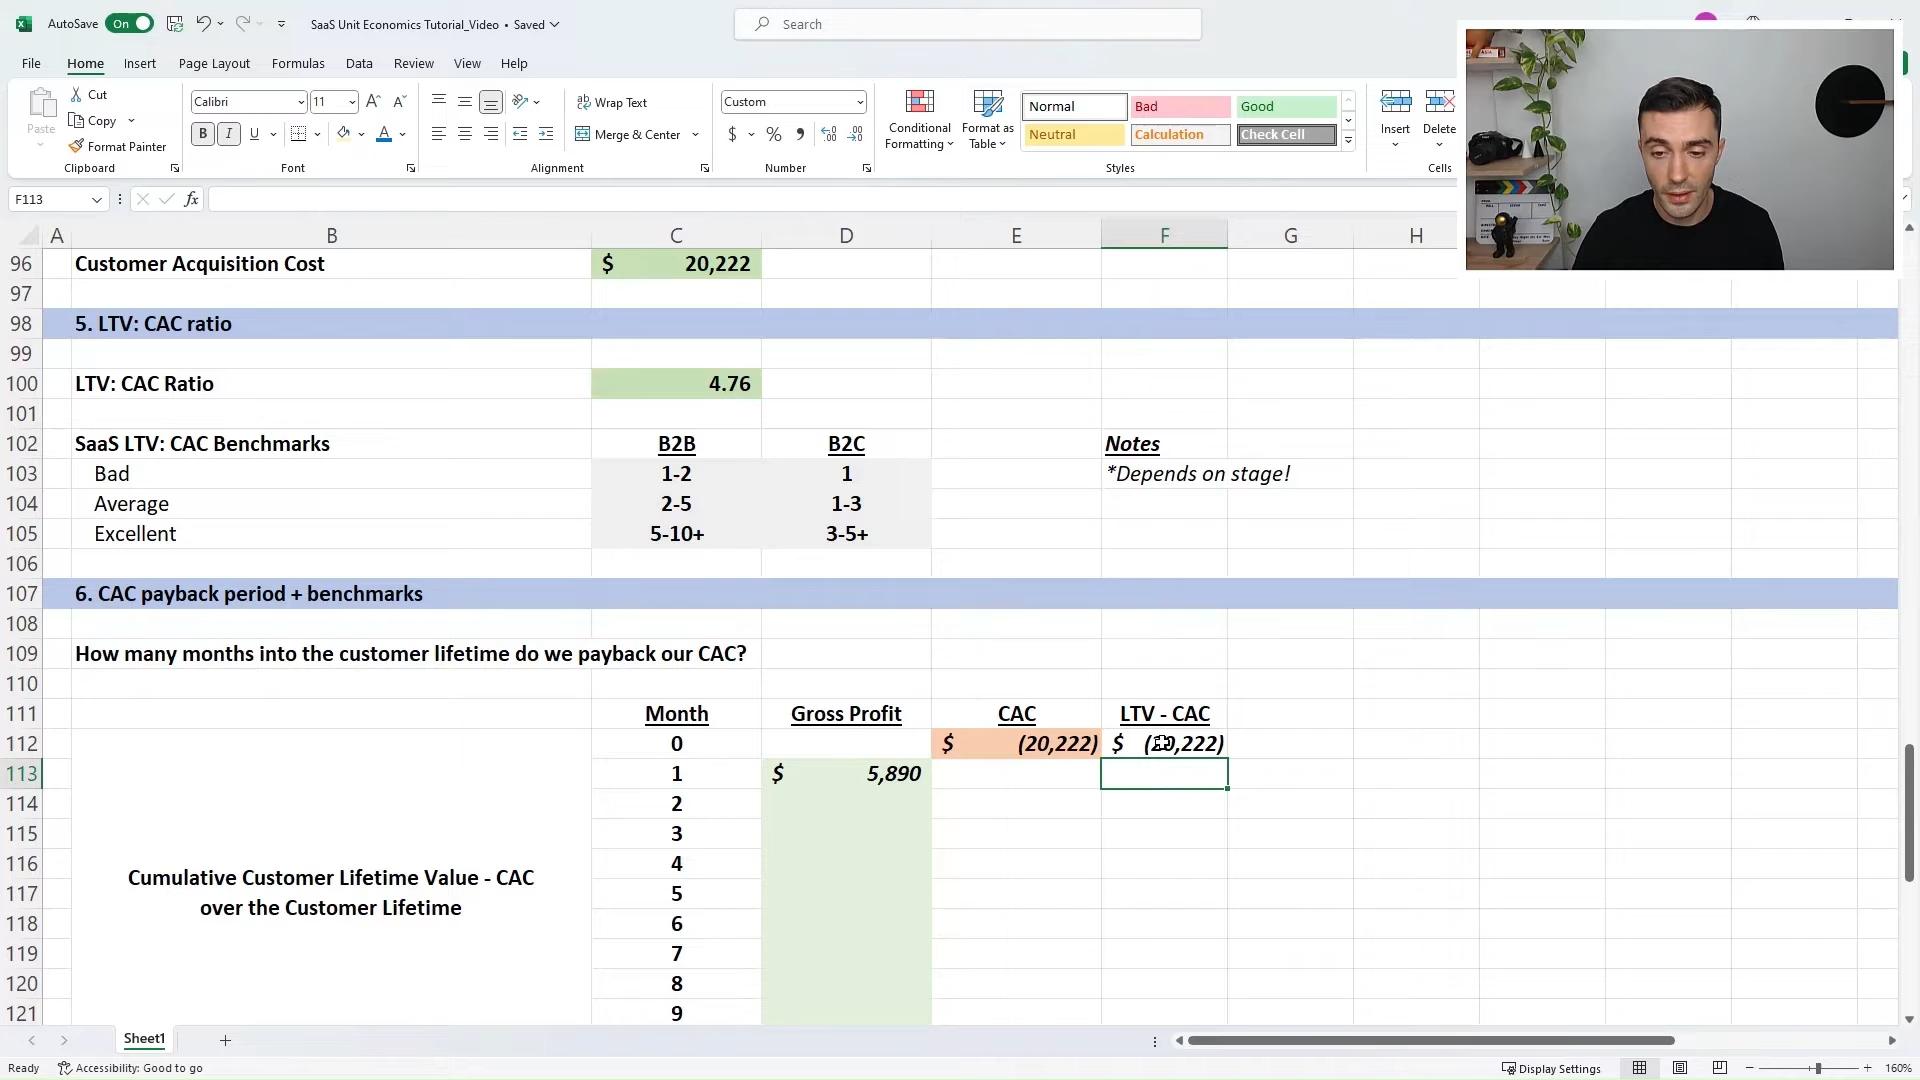 AutoSave On SaaS Unit Economics Tutorial_Video • Saved Search
File Home Insert Page Layout Formulas Data Review View Help
Paste Cut Copy Format Painter Clipboard
Calibri 11 B I U A Font
Wrap Text Merge & Center Alignment
Custom $ % Number
Conditional Formatting Format as Table
Normal Bad Good
Neutral Calculation Check Cell
Styles
Insert Delete Cells
F113 fx
A B C D E F G H
96 Customer Acquisition Cost $ 20,222
97
98 5. LTV: CAC ratio
99
100 LTV: CAC Ratio 4.76
101
102 SaaS LTV: CAC Benchmarks B2B B2C Notes
103 Bad 1-2 1 *Depends on stage!
104 Average 2-5 1-3
105 Excellent 5-10+ 3-5+
106
107 6. CAC payback period + benchmarks
108
109 How many months into the customer lifetime do we payback our CAC?
110
111 Month Gross Profit CAC LTV - CAC
112 0 $ (20,222) $ (20,222)
113 1 $ 5,890
114 2
115 3
116 4
117 5
118 6
119 7
120 8
121 9
Cumulative Customer Lifetime Value - CAC
over the Customer Lifetime
Sheet1
Ready Accessibility: Good to go Display Settings 160%